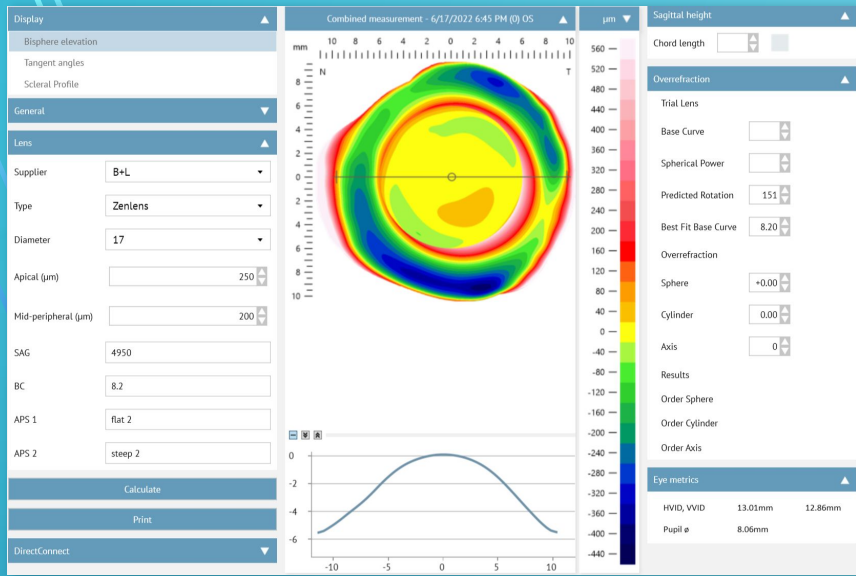 Display
Bisphere elevation
Tangent angles
Scleral Profile
General
Lens
Supplier B+L
Type Zenlens
Diameter 17
Apical (µm) 250
Mid-peripheral (µm) 200
SAG 4950
BC 8.2
APS 1 flat 2
APS 2 steep 2
Calculate
Print
DirectConnect
Combined measurement - 6/17/2022 6:45 PM (0) OS
mm 10 8 6 4 2 0 2 4 6 8 10
N T
8
6
4
2
0
2
4
6
8
10
0
-2
-4
-6
-10 -5 0 5 10
µm
560
520
480
440
400
360
320
280
240
200
160
120
80
40
0
-40
-80
-120
-160
-200
-240
-280
-320
-360
-400
-440
Sagittal height
Chord length
Overrefraction
Trial Lens
Base Curve
Spherical Power
Predicted Rotation 151
Best Fit Base Curve 8.20
Overrefraction
Sphere +0.00
Cylinder 0.00
Axis 0
Results
Order Sphere
Order Cylinder
Order Axis
Eye metrics
HVID, VVID 13.01mm 12.86mm
Pupil ø 8.06mm